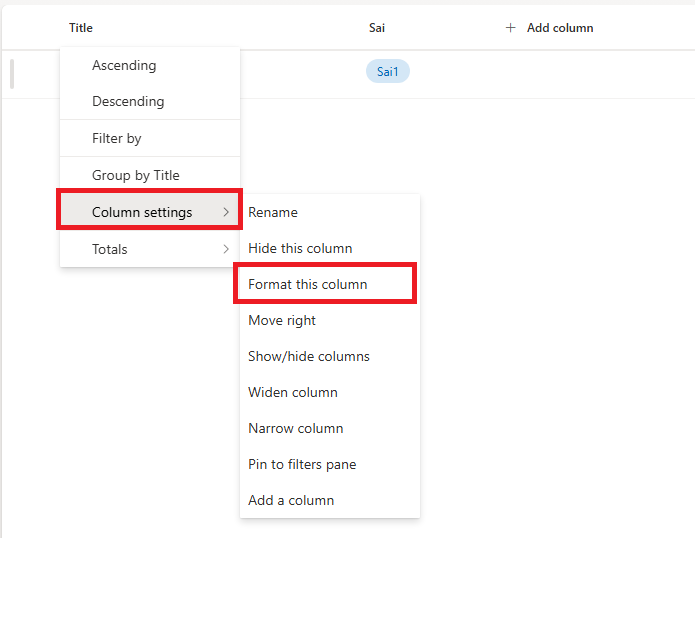 Title Sai + Add column
Sai1
Ascending
Descending
Filter by
Group by Title
Column settings
Totals
Rename
Hide this column
Format this column
Move right
Show/hide columns
Widen column
Narrow column
Pin to filters pane
Add a column